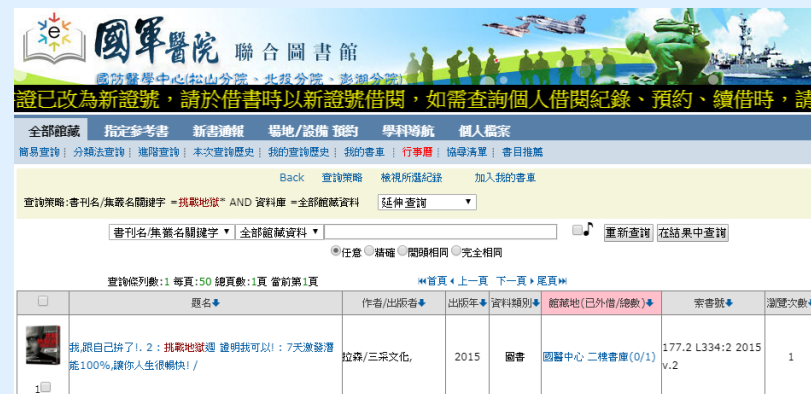 e
國軍醫院 聯合圖書館
國防醫學中心(松山分院、北投分院、澎湖分院)
證已改為新證號，請於借書時以新證號借閱，如需查詢個人借閱紀錄、預約、續借時，請
全部館藏 指定參考書 新書通報 場地/設備 預約 學科導航 個人檔案
簡易查詢 分類法查詢 進階查詢 本次查詢歷史 我的查詢歷史 我的書車 行事曆 協尋清單 書目推薦
Back 查詢策略 檢視所選紀錄 加入我的書車
查詢策略:書刊名/集叢名關鍵字 =挑戰地獄* AND 資料庫 =全部館藏資料 延伸查詢
書刊名/集叢名關鍵字 全部館藏資料 重新查詢 在結果中查詢
任意 精確 開頭相同 完全相同
查詢條列數:1 每頁:50 總頁數:1頁 當前第1頁 首頁 上一頁 下一頁 尾頁
題名 作者/出版者 出版年 資料類別 館藏地(已外借/總數) 索書號 瀏覽次數
我,跟自己拚了!. 2 : 挑戰地獄週 證明我可以! : 7天激發潛能100%,讓你人生很暢快! / 拉森/三采文化, 2015 圖書 國醫中心 二樓書庫(0/1) 177.2 L334:2 2015 v.2 1
1